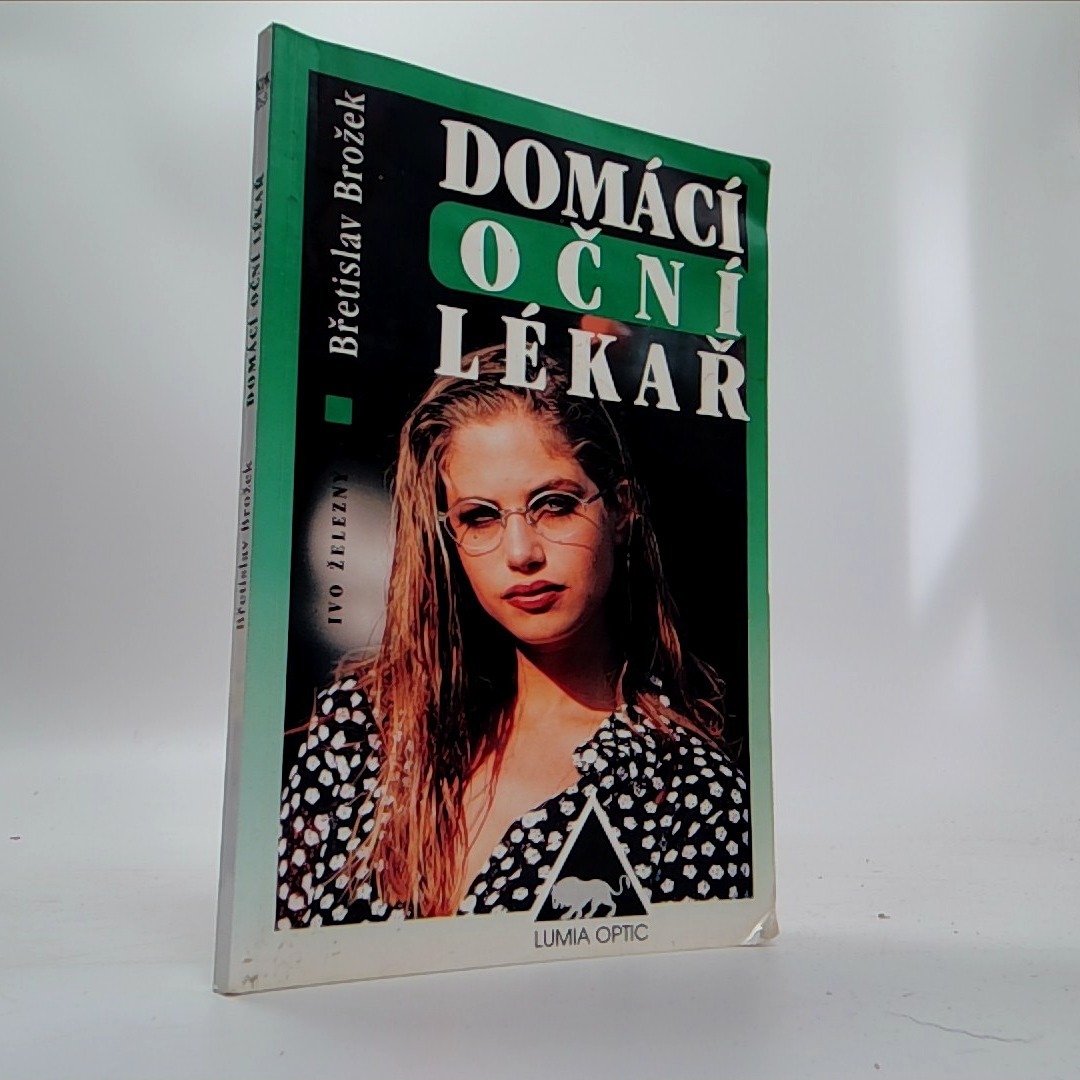 DOMÁCÍ
OČNÍ
LÉKAŘ
Břetislav Brožek
IVO ŽELEZNÝ
LUMIA OPTIC
Břetislav Brožek
DOMÁCÍ OČNÍ LÉKAŘ